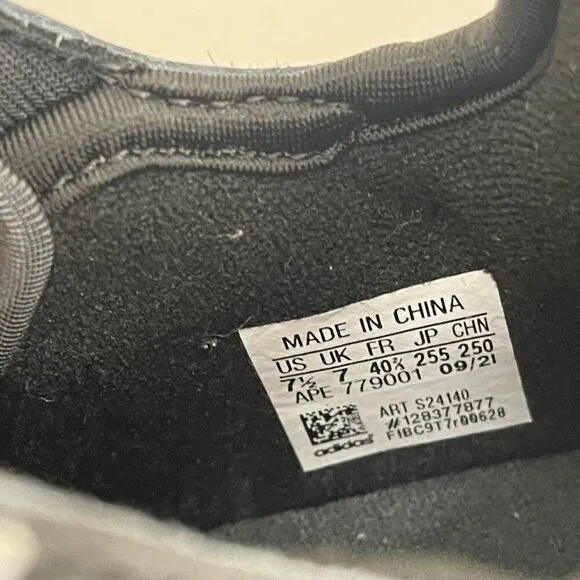 MADE IN CHINA
US UK FR JP CHN
7½ 7 40⅔ 255 250
APE 779001 09/21
ART S24140
#128377877
F1BC9T7r00628
adidas